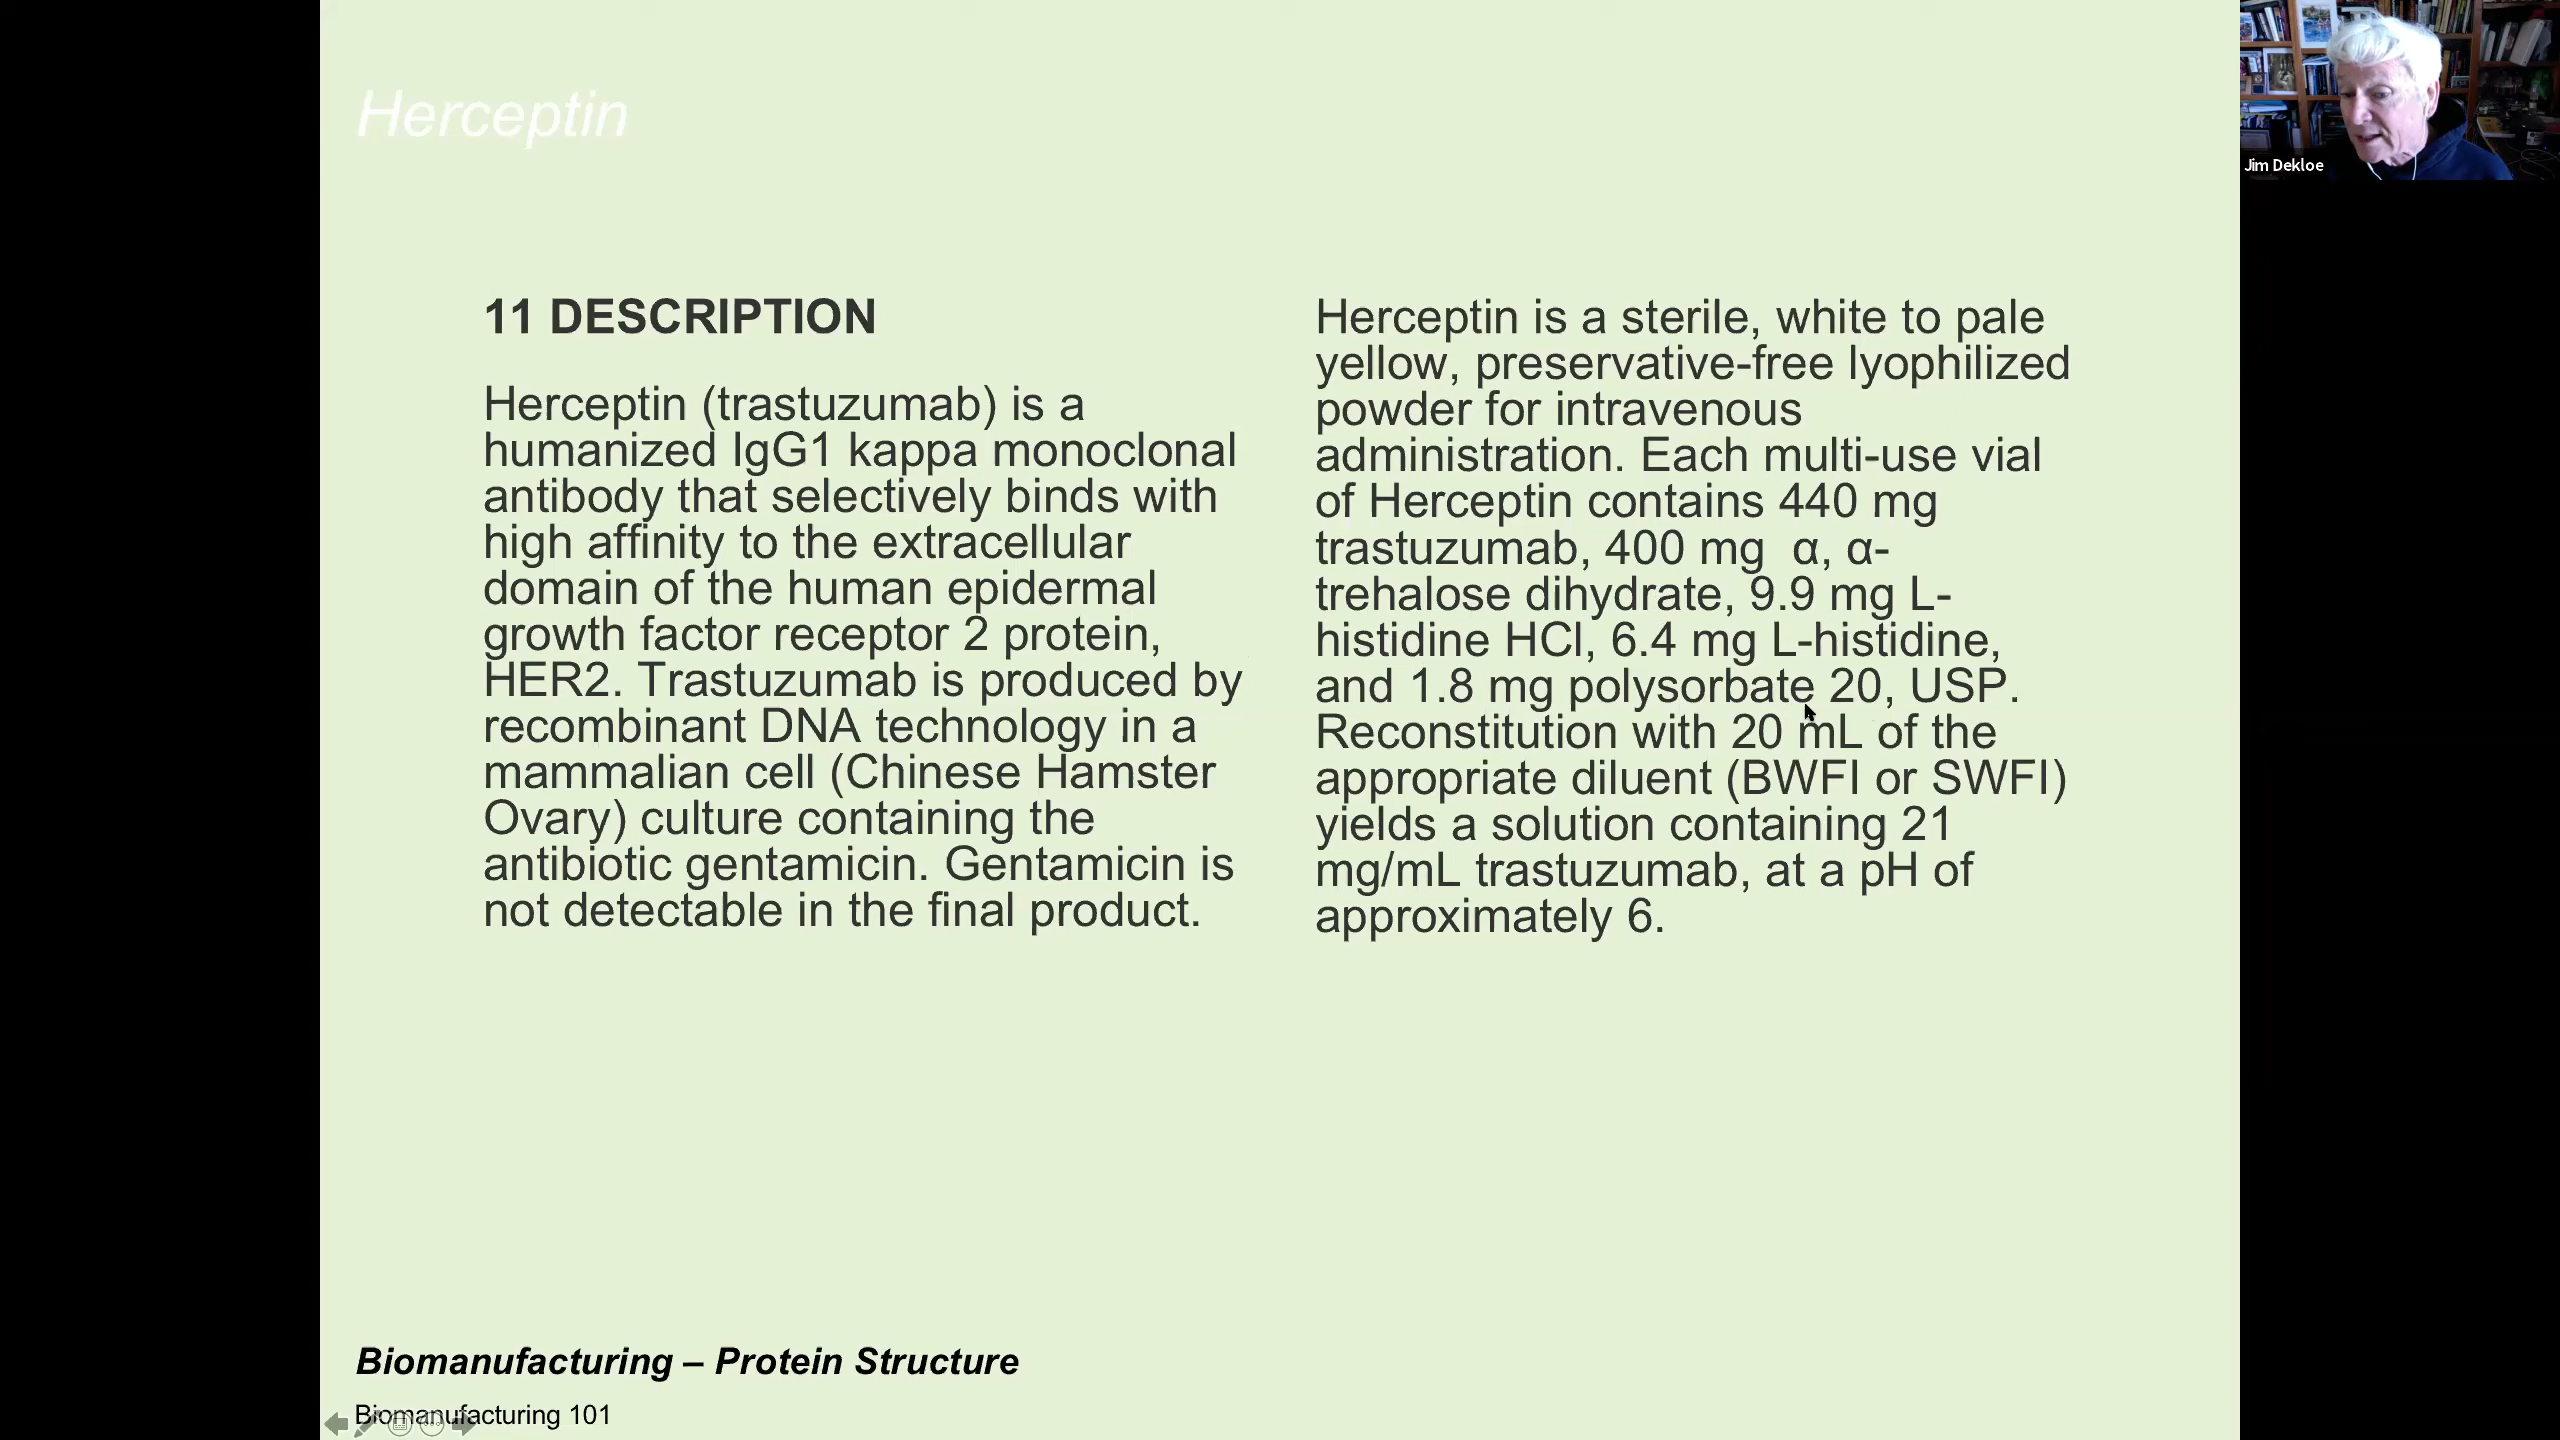 Herceptin
Jim Dekloe
11 DESCRIPTION
Herceptin (trastuzumab) is a
humanized IgG1 kappa monoclonal
antibody that selectively binds with
high affinity to the extracellular
domain of the human epidermal
growth factor receptor 2 protein,
HER2. Trastuzumab is produced by
recombinant DNA technology in a
mammalian cell (Chinese Hamster
Ovary) culture containing the
antibiotic gentamicin. Gentamicin is
not detectable in the final product.
Herceptin is a sterile, white to pale
yellow, preservative-free lyophilized
powder for intravenous
administration. Each multi-use vial
of Herceptin contains 440 mg
trastuzumab, 400 mg  α, α-
trehalose dihydrate, 9.9 mg L-
histidine HCl, 6.4 mg L-histidine,
and 1.8 mg polysorbate 20, USP.
Reconstitution with 20 mL of the
appropriate diluent (BWFI or SWFI)
yields a solution containing 21
mg/mL trastuzumab, at a pH of
approximately 6.
Biomanufacturing – Protein Structure
Biomanufacturing 101